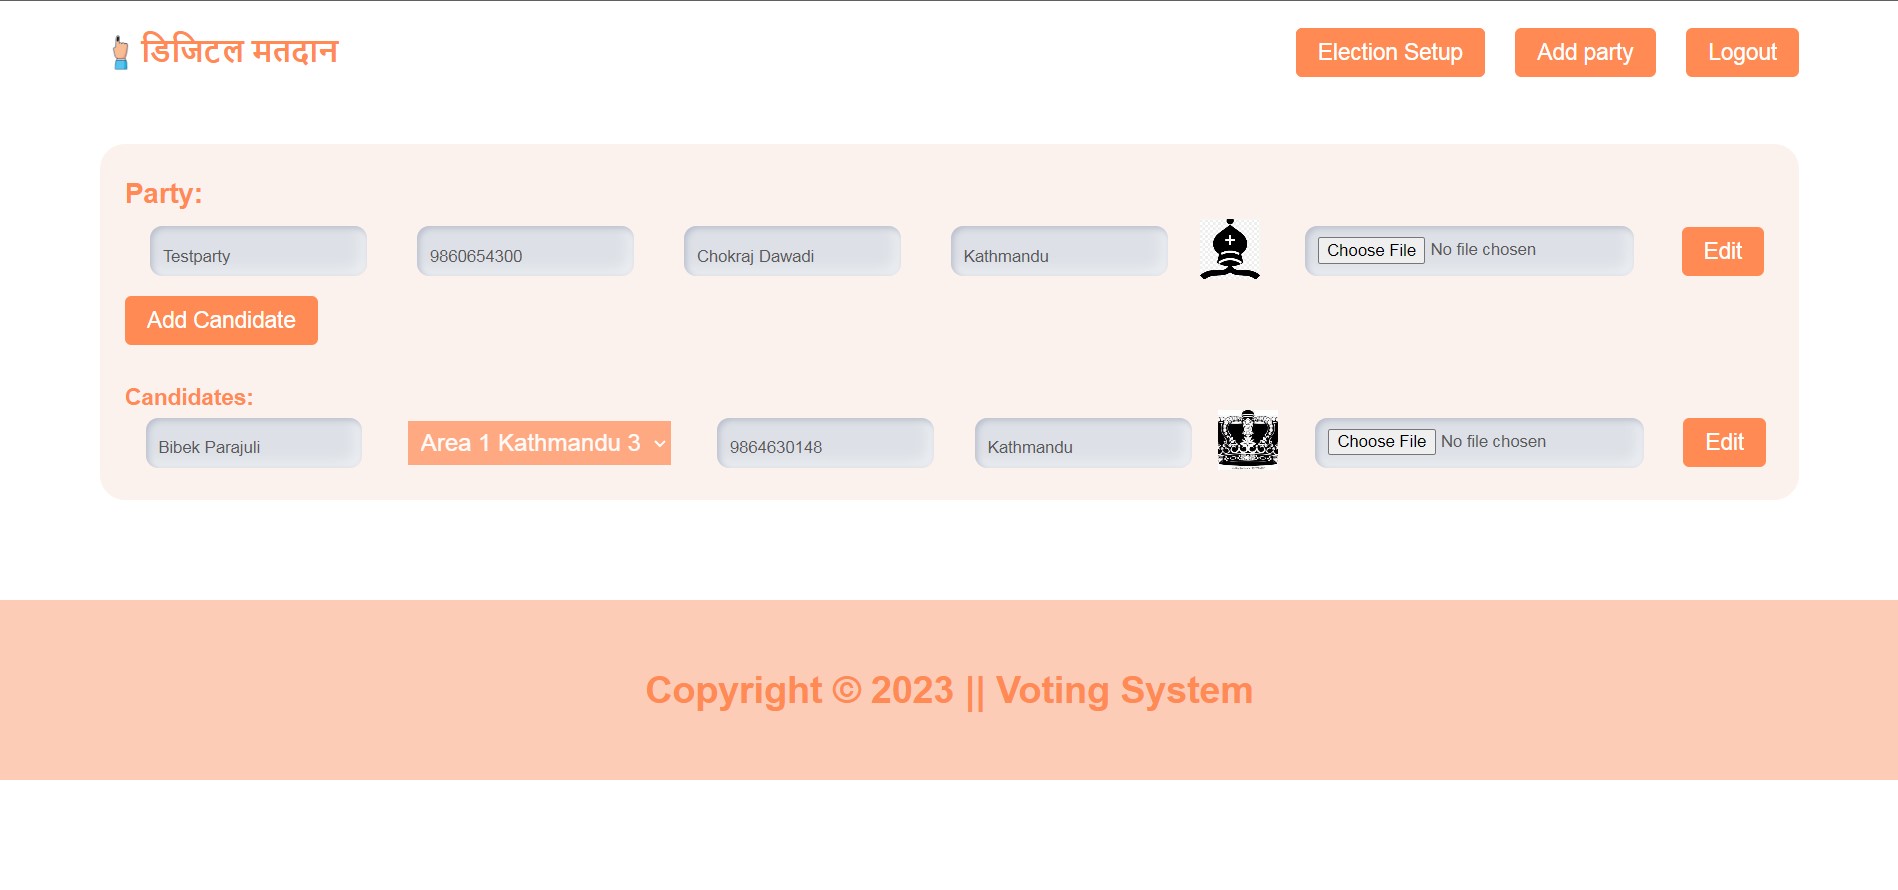 डिजिटल मतदान
Election Setup Add party Logout
Party:
Testparty 9860654300 Chokraj Dawadi Kathmandu Choose File No file chosen Edit
Add Candidate
Candidates:
Bibek Parajuli Area 1 Kathmandu 3 9864630148 Kathmandu Choose File No file chosen Edit
Copyright © 2023 || Voting System